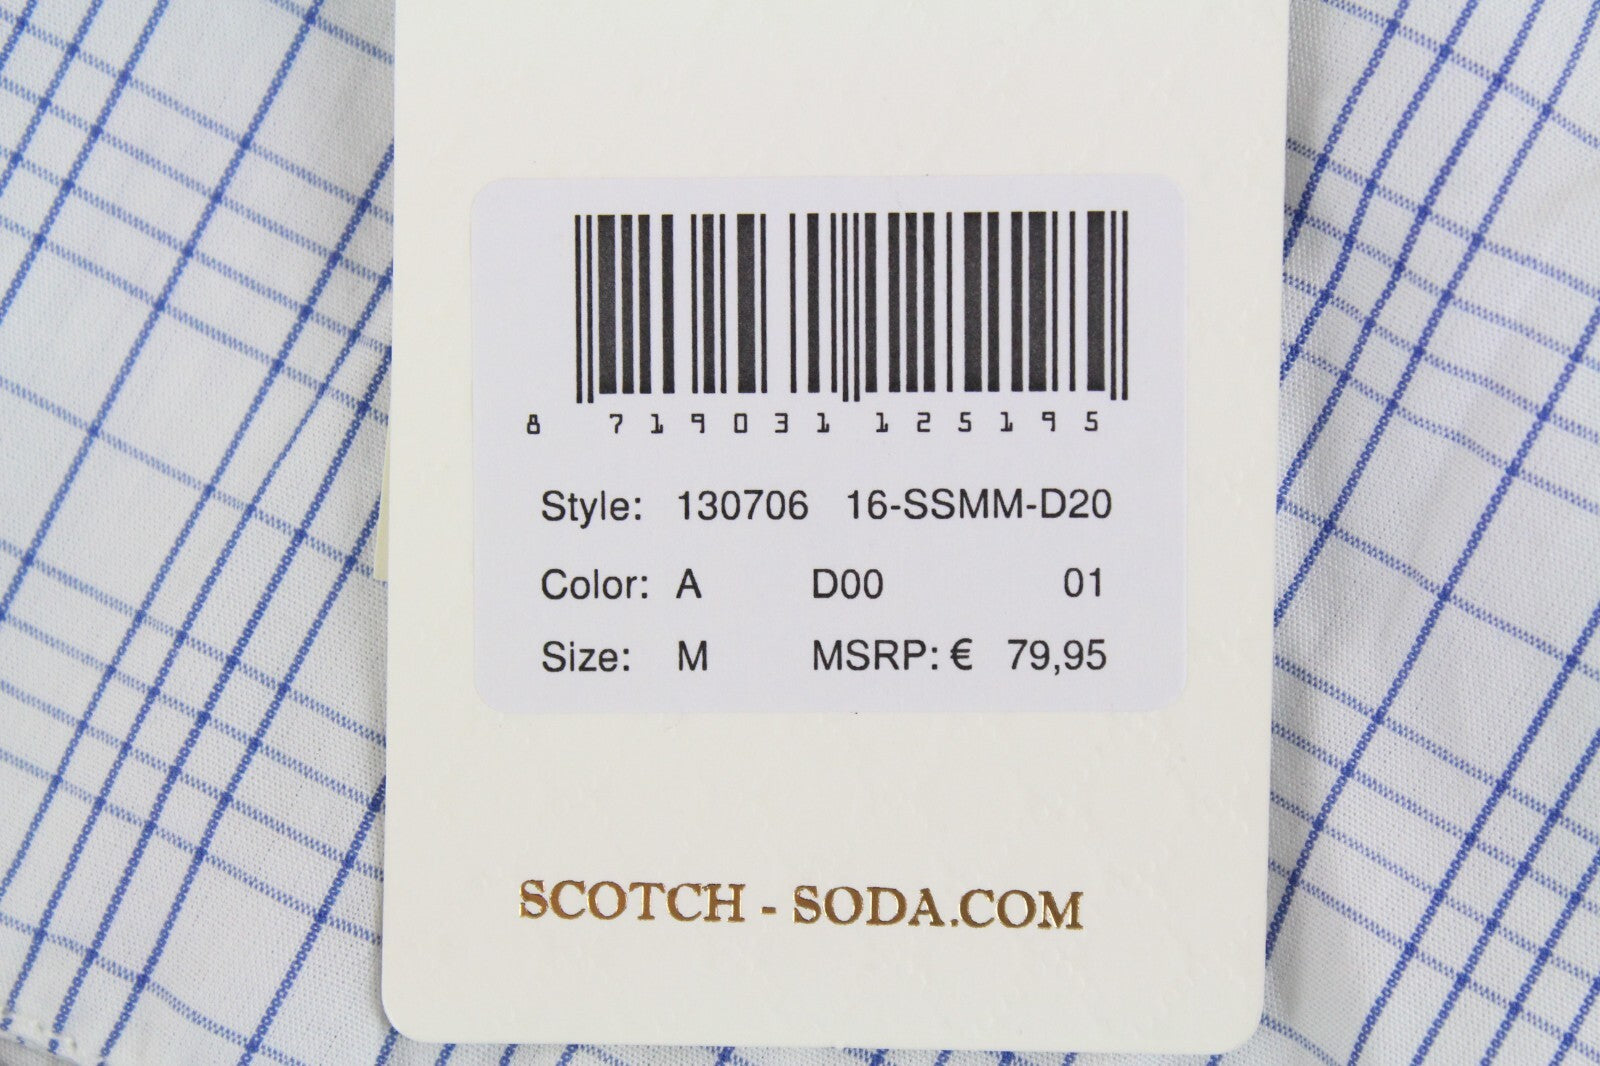 8 719031 125195
Style: 130706 16-SSMM-D20
Color: A D00 01
Size: M MSRP: € 79,95
SCOTCH - SODA.COM